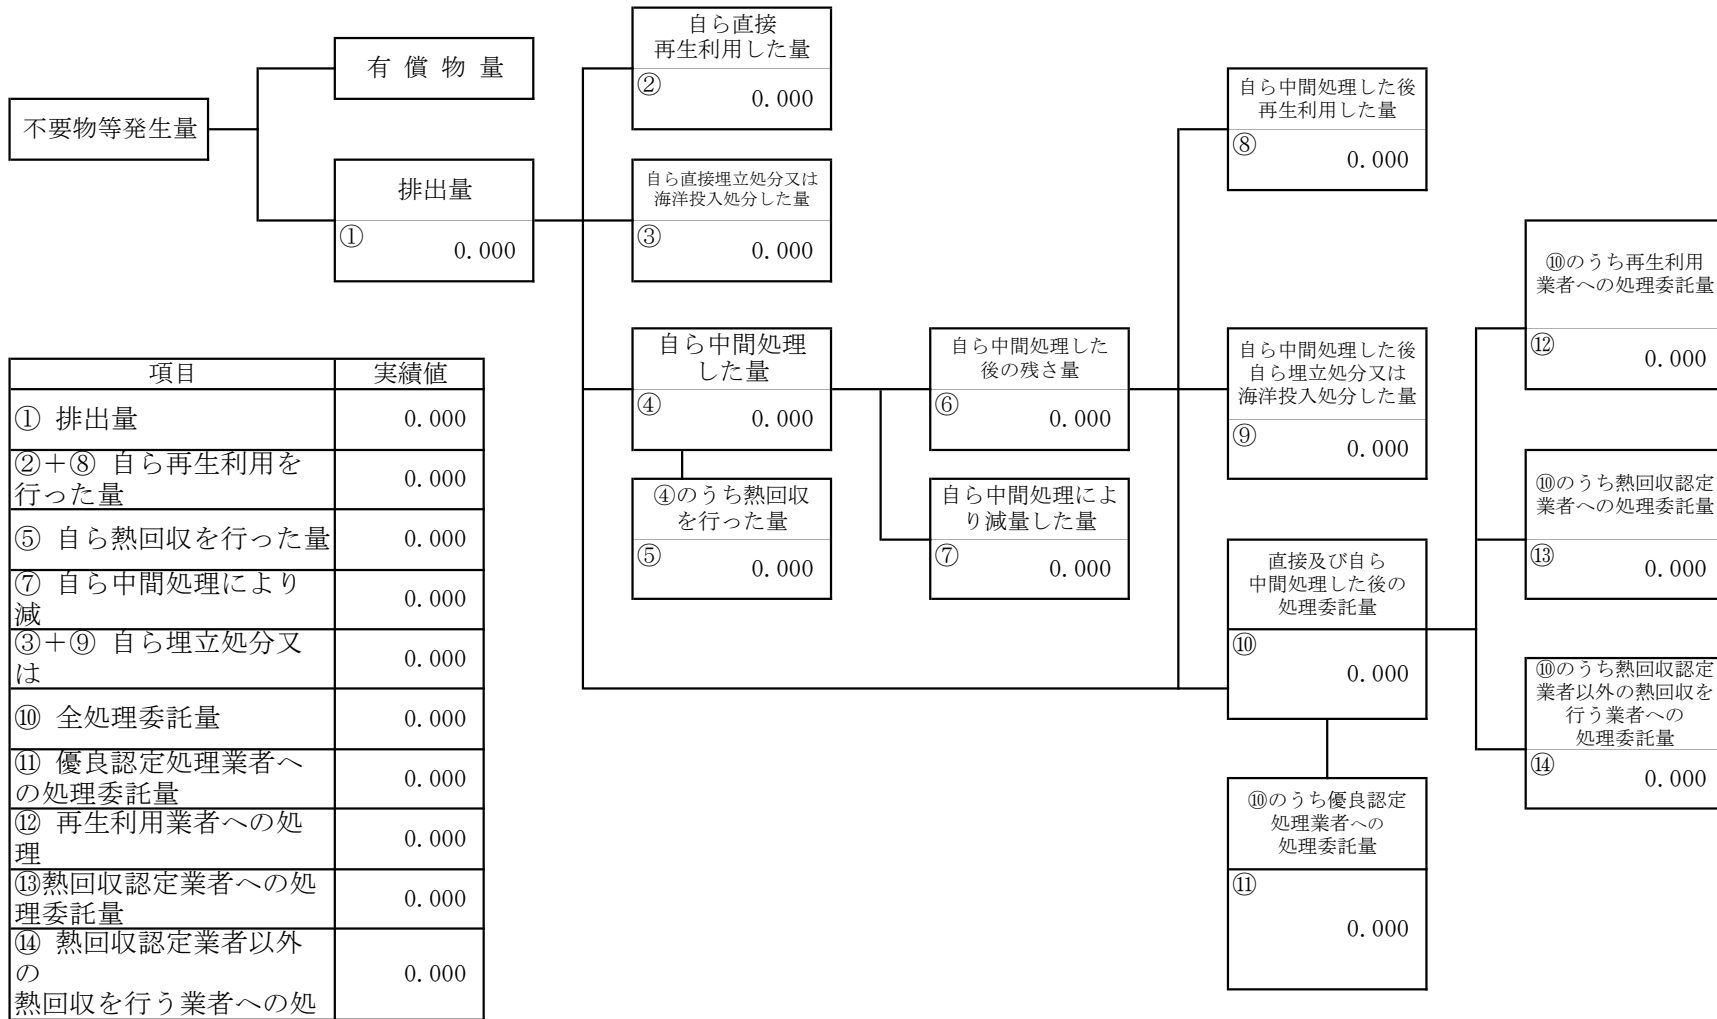 不要物等発生量
有 償 物 量
排出量
①
0.000
自ら直接
再生利用した量
②
0.000
自ら直接埋立処分又は
海洋投入処分した量
③
0.000
自ら中間処理
した量
④
0.000
④のうち熱回収
を行った量
⑤
0.000
自ら中間処理した
後の残さ量
⑥
0.000
自ら中間処理によ
り減量した量
⑦
0.000
自ら中間処理した後
再生利用した量
⑧
0.000
自ら中間処理した後
自ら埋立処分又は
海洋投入処分した量
⑨
0.000
直接及び自ら
中間処理した後の
処理委託量
⑩
0.000
⑩のうち優良認定
処理業者への
処理委託量
⑪
0.000
⑩のうち再生利用
業者への処理委託量
⑫
0.000
⑩のうち熱回収認定
業者への処理委託量
⑬
0.000
⑩のうち熱回収認定
業者以外の熱回収を
行う業者への
処理委託量
⑭
0.000
項目 実績値
① 排出量 0.000
②＋⑧ 自ら再生利用を
行った量 0.000
⑤ 自ら熱回収を行った量 0.000
⑦ 自ら中間処理により
減 0.000
③＋⑨ 自ら埋立処分又
は 0.000
⑩ 全処理委託量 0.000
⑪ 優良認定処理業者へ
の処理委託量 0.000
⑫ 再生利用業者への処
理 0.000
⑬熱回収認定業者への処
理委託量 0.000
⑭ 熱回収認定業者以外
の 0.000
熱回収を行う業者への処